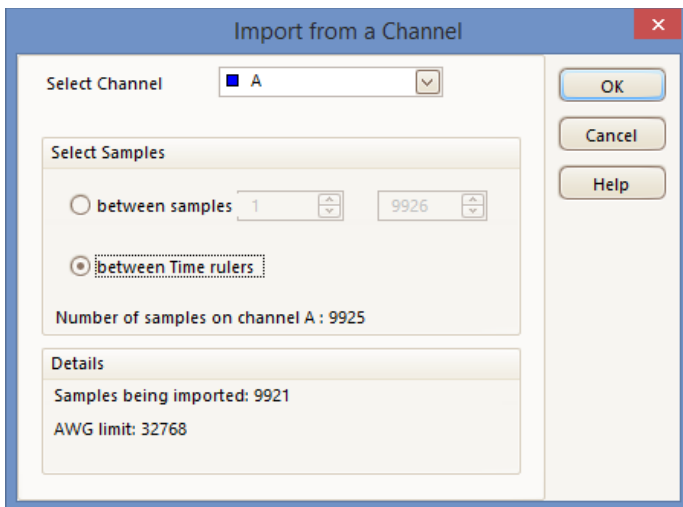 Import from a Channel
Select Channel A
OK
Cancel
Help
Select Samples
between samples 1 9926
between Time rulers
Number of samples on channel A : 9925
Details
Samples being imported: 9921
AWG limit: 32768